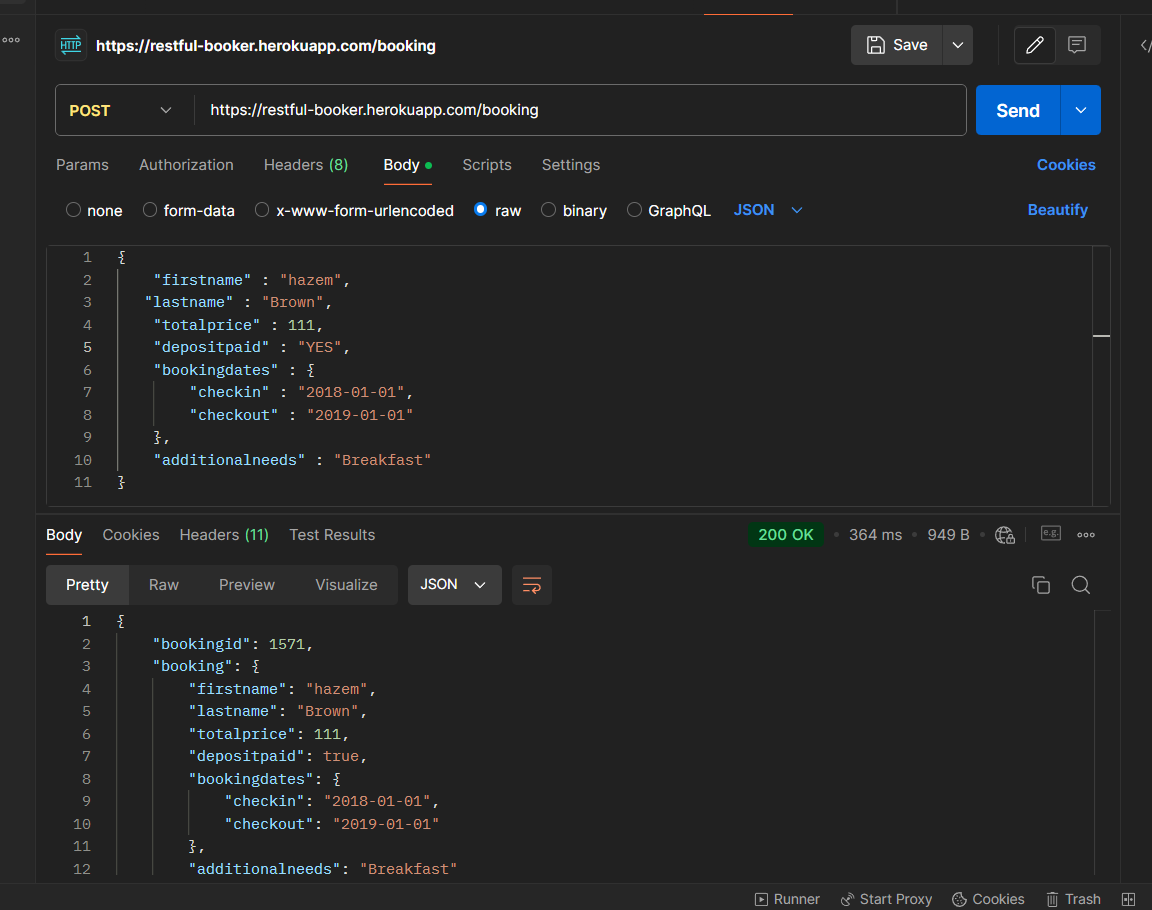 HTTP https://restful-booker.herokuapp.com/booking Save
POST https://restful-booker.herokuapp.com/booking Send
Params Authorization Headers (8) Body Scripts Settings Cookies
none form-data x-www-form-urlencoded raw binary GraphQL JSON Beautify
1 {
2 "firstname" : "hazem",
3 "lastname" : "Brown",
4 "totalprice" : 111,
5 "depositpaid" : "YES",
6 "bookingdates" : {
7 "checkin" : "2018-01-01",
8 "checkout" : "2019-01-01"
9 },
10 "additionalneeds" : "Breakfast"
11 }
Body Cookies Headers (11) Test Results 200 OK • 364 ms • 949 B • e.g.
Pretty Raw Preview Visualize JSON
1 {
2 "bookingid": 1571,
3 "booking": {
4 "firstname": "hazem",
5 "lastname": "Brown",
6 "totalprice": 111,
7 "depositpaid": true,
8 "bookingdates": {
9 "checkin": "2018-01-01",
10 "checkout": "2019-01-01"
11 },
12 "additionalneeds": "Breakfast"
Runner Start Proxy Cookies Trash